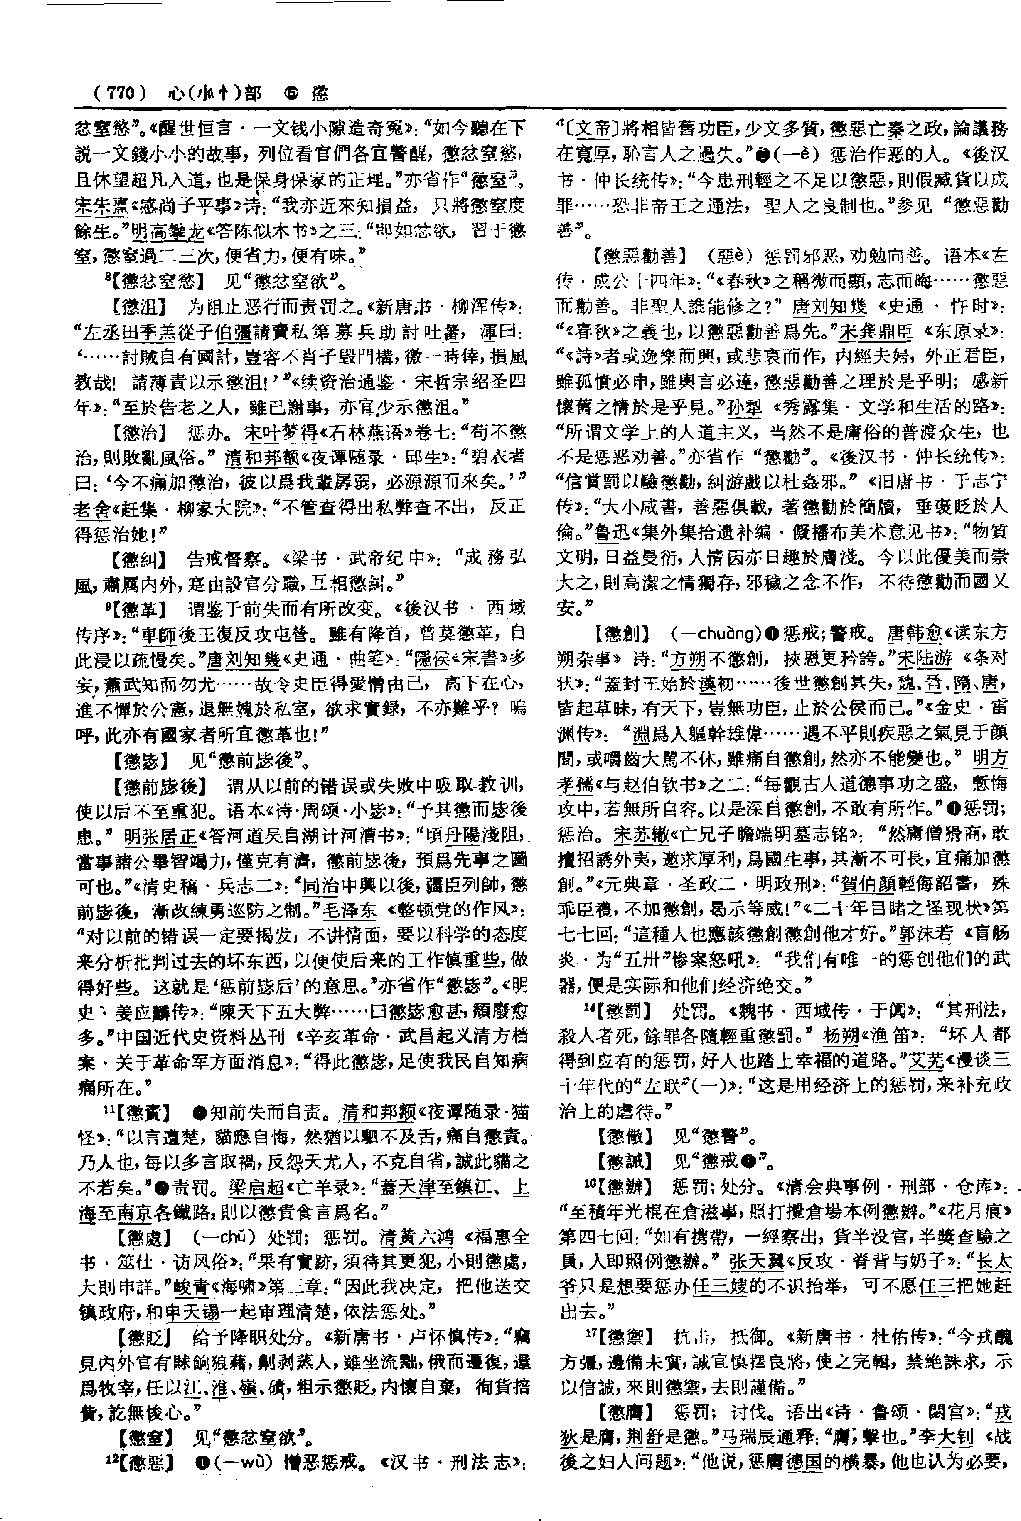 (770) 心(小忄)部 ⑮ 懲
忿窒慾”。《醒世恒言·一文钱小隙造奇冤》:“如今聽在下
説一文錢小小的故事,列位看官們各宜警醒,懲忿窒慾,
且休望超凡入道,也是保身保家的正理。”亦省作“懲窒”。
宋朱熹《感尚子平事》诗:“我亦近來知損益,只將懲窒度
餘生。”明高攀龙《答陈似木书》之三:“即如忿欲,習于懲
窒,懲窒過二三次,便省力,便有味。”
8【懲忿窒慾】 见“懲忿窒欲”。
【懲沮】 为阻止恶行而责罚之。《新唐书·柳浑传》:
“左丞田季羔從子伯彊請賣私第募兵助討吐蕃,渾曰:
‘……討賊自有國計,豈容不肖子毀門構,徼一時倖,損風
教哉!請薄責以示懲沮!’”《续资治通鉴·宋哲宗绍圣四
年》:“至於告老之人,雖已謝事,亦宜少示懲沮。”
【懲治】 惩办。宋叶梦得《石林燕语》卷七:“苟不懲
治,則敗亂風俗。”清和邦额《夜谭随录·邱生》:“碧衣者
曰:‘今不痛加懲治,彼以爲我輩孱弱,必源源而來矣。’”
老舍《赶集·柳家大院》:“不管查得出私弊查不出,反正
得惩治她!”
【懲糾】 告戒督察。《梁书·武帝纪中》:“成務弘
風,肅厲内外,寔由設官分職,互相懲糾。”
9【懲革】 谓鉴于前失而有所改变。《後汉书·西域
传序》:“車師後王復反攻屯營。雖有降首,曾莫懲革,自
此浸以疏慢矣。”唐刘知幾《史通·曲笔》:“隱侯《宋書》多
妄,蕭武知而勿尤……故令史臣得愛憎由己,高下在心,
進不憚於公憲,退無愧於私室,欲求實録,不亦難乎?嗚
呼,此亦有國家者所宜懲革也!”
【懲毖】 见“懲前毖後”。
【懲前毖後】 谓从以前的错误或失败中吸取教训,
使以后不至重犯。语本《诗·周颂·小毖》:“予其懲而毖後
患。”明张居正《答河道吴自湖计河漕书》:“頃丹陽淺阻,
當事諸公畢智竭力,僅克有濟,懲前毖後,預爲先事之圖
可也。”《清史稿·兵志二》:“同治中興以後,疆臣列帥,懲
前毖後,漸改練勇巡防之制。”毛泽东《整顿党的作风》:
“对以前的错误一定要揭发,不讲情面,要以科学的态度
来分析批判过去的坏东西,以便使后来的工作慎重些,做
得好些。这就是‘惩前毖后’的意思。”亦省作“懲毖”。《明
史·姜应麟传》:“陳天下五大弊……曰懲毖愈甚,頹廢愈
多。”中国近代史资料丛刊《辛亥革命·武昌起义清方档
案·关于革命军方面消息》:“得此懲毖,足使我民自知病
痛所在。”
11【懲責】 ❶知前失而自责。清和邦额《夜谭随录·猫
怪》:“以言遭楚,貓應自悔,然猶以駟不及舌,痛自懲責。
乃人也,每以多言取禍,反怨天尤人,不克自省,誠此貓之
不若矣。”❷责罚。梁启超《亡羊录》:“蓋天津至鎮江、上
海至南京各鐵路,則以懲責食言爲名。”
【懲處】 (—chǔ) 处罚;惩罚。清黄六鸿《福惠全
书·筮仕·访风俗》:“果有實跡,須待其更犯,小則懲處,
大則申詳。”峻青《海啸》第二章:“因此我决定,把他送交
镇政府,和申天锡一起审理清楚,依法惩处。”
【懲貶】 给予降职处分。《新唐书·卢怀慎传》:“竊
見内外官有賕餉狼藉,劓剥蒸人,雖坐流黜,俄而遷復,還
爲牧宰,任以江、淮、嶺、磧,粗示懲貶,内懷自棄,徇貨掊
貲,訖無悛心。”
【懲窒】 见“懲忿窒欲”。
12【懲惡】 ❶(—wù) 憎恶惩戒。《汉书·刑法志》:
“〔文帝〕將相皆舊功臣,少文多質,懲惡亡秦之政,論議務
在寬厚,恥言人之過失。”❷(—è) 惩治作恶的人。《後汉
书·仲长统传》:“今患刑輕之不足以懲惡,則假臧貨以成
罪……恐非帝王之通法,聖人之良制也。”参见“懲惡勸
善”。
【懲惡勸善】 (惡è) 惩罚邪恶,劝勉向善。语本《左
传·成公十四年》:“《春秋》之稱微而顯,志而晦……懲惡
而勸善。非聖人誰能修之?”唐刘知幾《史通·忤时》:
“《春秋》之義也,以懲惡勸善爲先。”宋龚鼎臣《东原录》:
“《詩》者或逸樂而興,或悲哀而作,内經夫婦,外正君臣,
雖孤憤必申,雖輿言必達,懲惡勸善之理於是乎明;感新
懷舊之情於是乎見。”孙犁《秀露集·文学和生活的路》:
“所谓文学上的人道主义,当然不是庸俗的普渡众生,也
不是惩恶劝善。”亦省作“懲勸”。《後汉书·仲长统传》:
“信賞罰以驗懲勸,糾游戲以杜姦邪。”《旧唐书·于志宁
传》:“大小咸書,善惡俱載,著懲勸於簡牘,垂褒貶於人
倫。”鲁迅《集外集拾遗补编·儗播布美术意见书》:“物質
文明,日益曼衍,人情因亦日趣於膚淺。今以此優美而崇
大之,則高潔之情獨存,邪穢之念不作,不待懲勸而國乂
安。”
【懲創】 (—chuàng)❶惩戒;警戒。唐韩愈《读东方
朔杂事》诗:“方朔不懲創,挾恩更矜誇。”宋陆游《条对
状》:“蓋封王始於漢初……後世懲創其失,魏、晋、隋、唐,
皆起草昧,有天下,豈無功臣,止於公侯而已。”《金史·雷
渊传》:“淵爲人軀幹雄偉……遇不平則疾惡之氣見于顔
間,或嚼齒大駡不休,雖痛自懲創,然亦不能變也。”明方
孝孺《与赵伯钦书》之二:“每觀古人道德事功之盛,慙悔
攻中,若無所自容。以是深自懲創,不敢有所作。”❷惩罚;
惩治。宋苏辙《亡兄子瞻端明墓志铭》:“然庸僧猾商,敢
擅招誘外夷,邀求厚利,爲國生事,其漸不可長,宜痛加懲
創。”《元典章·圣政二·明政刑》:“賀伯顔輕侮詔書,殊
乖臣禮,不加懲創,曷示等威!”《二十年目睹之怪现状》第
七七回:“這種人也應該懲創懲創他才好。”郭沫若《盲肠
炎·为“五卅”惨案怒吼》:“我们有唯一的惩创他们的武
器,便是实际和他们经济绝交。”
14【懲罰】 处罚。《魏书·西域传·于阗》:“其刑法,
殺人者死,餘罪各隨輕重懲罰。”杨朔《渔笛》:“坏人都
得到应有的惩罚,好人也踏上幸福的道路。”艾芜《漫谈三
十年代的“左联”(一)》:“这是用经济上的惩罚,来补充政
治上的虐待。”
【懲儆】 见“懲警”。
【懲誡】 见“懲戒❶”。
16【懲辦】 惩罚;处分。《清会典事例·刑部·仓库》:
“至積年光棍在倉滋事,照打攪倉場本例懲辦。”《花月痕》
第四七回:“如有携帶,一經察出,貨半没官,半獎查驗之
員,人即照例懲辦。”张天翼《反攻·脊背与奶子》:“长太
爷只是想要惩办任三嫂的不识抬举,可不愿任三把她赶
出去。”
17【懲禦】 抗击,抵御。《新唐书·杜佑传》:“今戎醜
方彊,邊備未實,誠宜慎擇良將,使之完輯,禁絶誅求,示
以信誠,來則懲禦,去則謹備。”
【懲膺】 惩罚;讨伐。语出《诗·鲁颂·閟宫》:“戎
狄是膺,荆舒是懲。”马瑞辰通释:“膺,擊也。”李大钊《战
後之妇人问题》:“他说,惩膺德国的横暴,他也认为必要,